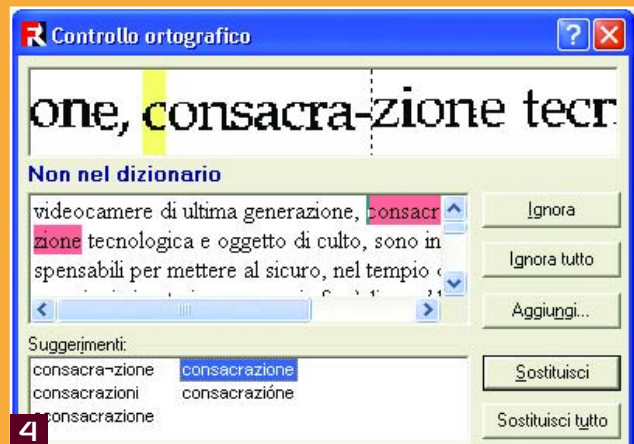 Controllo ortografico
one, consacra-zione tecr
Non nel dizionario
videocamere di ultima generazione, consacr
zione tecnologica e oggetto di culto, sono in
spensabili per mettere al sicuro, nel tempio
Ignora
Ignora tutto
Aggiungi...
Suggerimenti:
consacra¬zione consacrazione
consacrazioni consacrazióne
aconsacrazione
Sostituisci
Sostituisci tutto
4